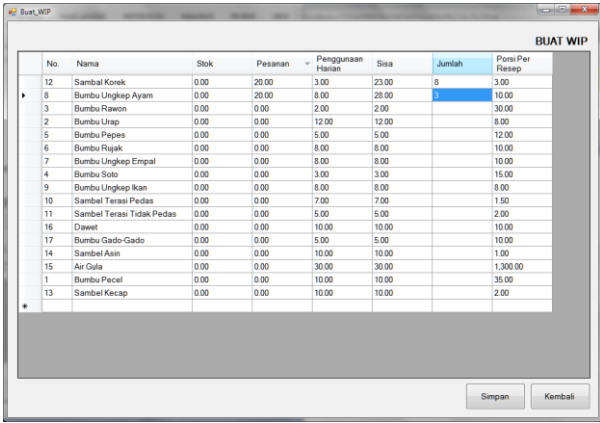 Buat_WIP
BUAT WIP
No. Nama Stok Pesanan Penggunaan Harian Sisa Jumlah Porsi Per Resep
12 Sambal Korek 0.00 20.00 3.00 23.00 8 3.00
8 Bumbu Ungkep Ayam 0.00 20.00 8.00 28.00 3 10.00
3 Bumbu Rawon 0.00 0.00 2.00 2.00 30.00
2 Bumbu Urap 0.00 0.00 12.00 12.00 8.00
5 Bumbu Pepes 0.00 0.00 5.00 5.00 12.00
6 Bumbu Rujak 0.00 0.00 8.00 8.00 10.00
7 Bumbu Ungkep Empal 0.00 0.00 8.00 8.00 10.00
4 Bumbu Soto 0.00 0.00 3.00 3.00 15.00
9 Bumbu Ungkep Ikan 0.00 0.00 8.00 8.00 8.00
10 Sambel Terasi Pedas 0.00 0.00 7.00 7.00 1.50
11 Sambel Terasi Tidak Pedas 0.00 0.00 5.00 5.00 2.00
16 Dawet 0.00 0.00 10.00 10.00 10.00
17 Bumbu Gado-Gado 0.00 0.00 5.00 5.00 10.00
14 Sambel Asin 0.00 0.00 10.00 10.00 1.00
15 Air Gula 0.00 0.00 30.00 30.00 1,300.00
1 Bumbu Pecel 0.00 0.00 10.00 10.00 35.00
13 Sambel Kecap 0.00 0.00 10.00 10.00 2.00
Simpan Kembali